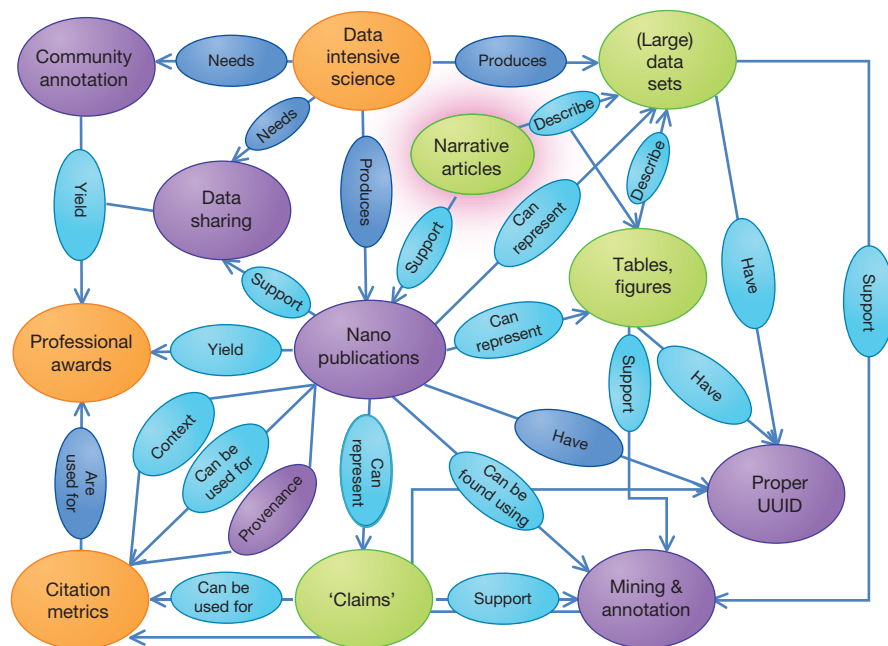 Community
annotation
Needs
Data
intensive
science
Produces
(Large)
data
sets
Needs
Describe
Narrative
articles
Yield
Data
sharing
Produces
Describe
Can
represent
Support
Support
Tables,
figures
Have
Support
Professional
awards
Yield
Nano
publications
Can
represent
Support
Have
Context
Can be
used for
Provenance
Can
represent
Have
Can be
found using
Are
used for
Proper
UUID
Citation
metrics
Can be
used for
'Claims'
Support
Mining &
annotation